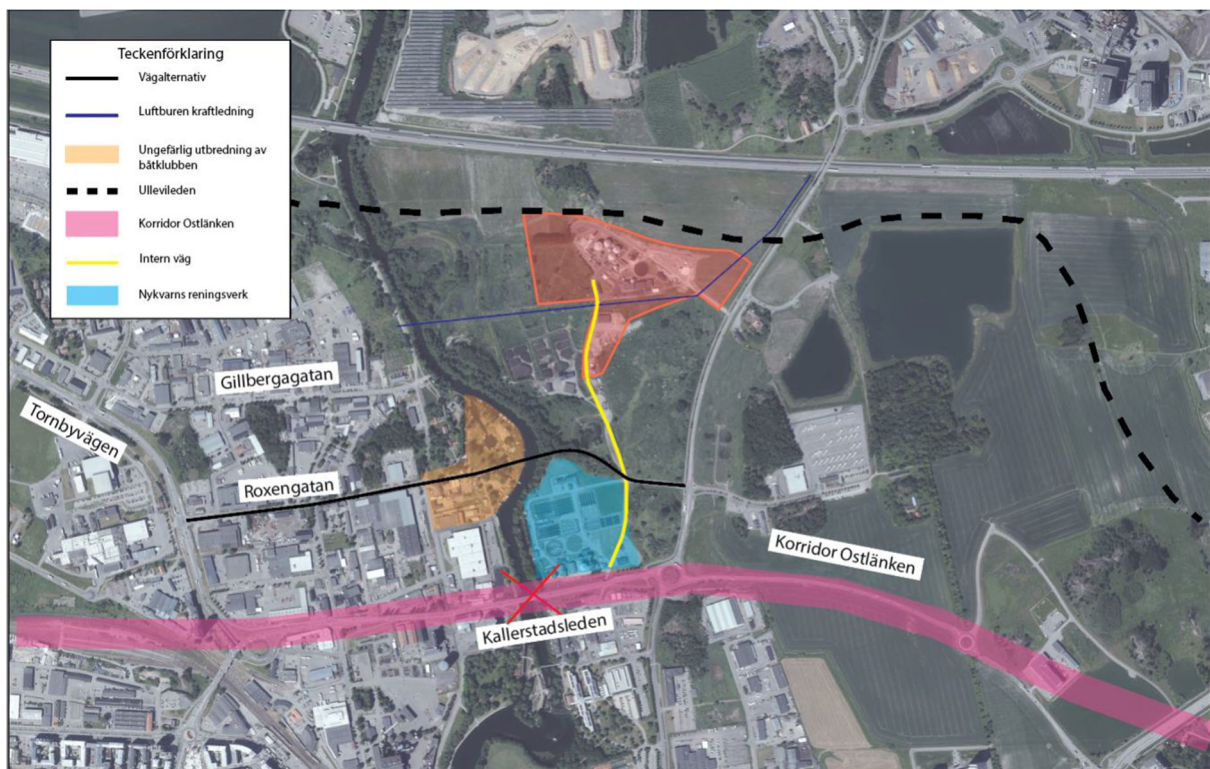 Teckenförklaring
Vägalternativ
Luftburen kraftledning
Ungefärlig utbredning av
båtklubben
Ullevileden
Korridor Ostlänken
Intern väg
Nykvarns reningsverk
Gillbergagatan
Tornbyvägen
Roxengatan
Korridor Ostlänken
Kallerstadsleden